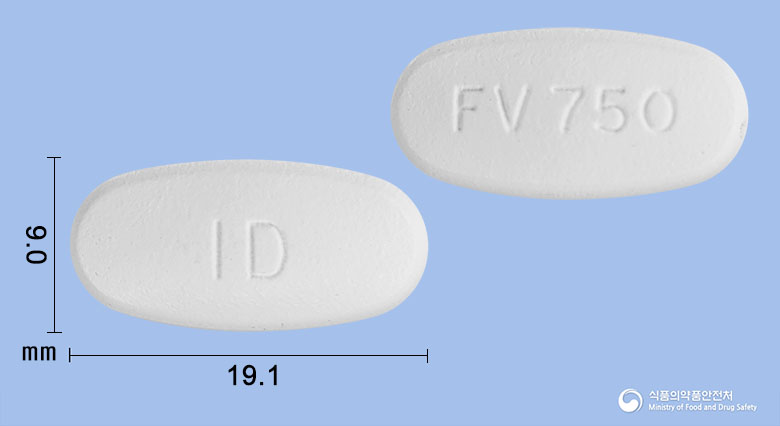 FV 750
ID
9.0
mm
19.1
식품의약품안전처
Ministry of Food and Drug Safety